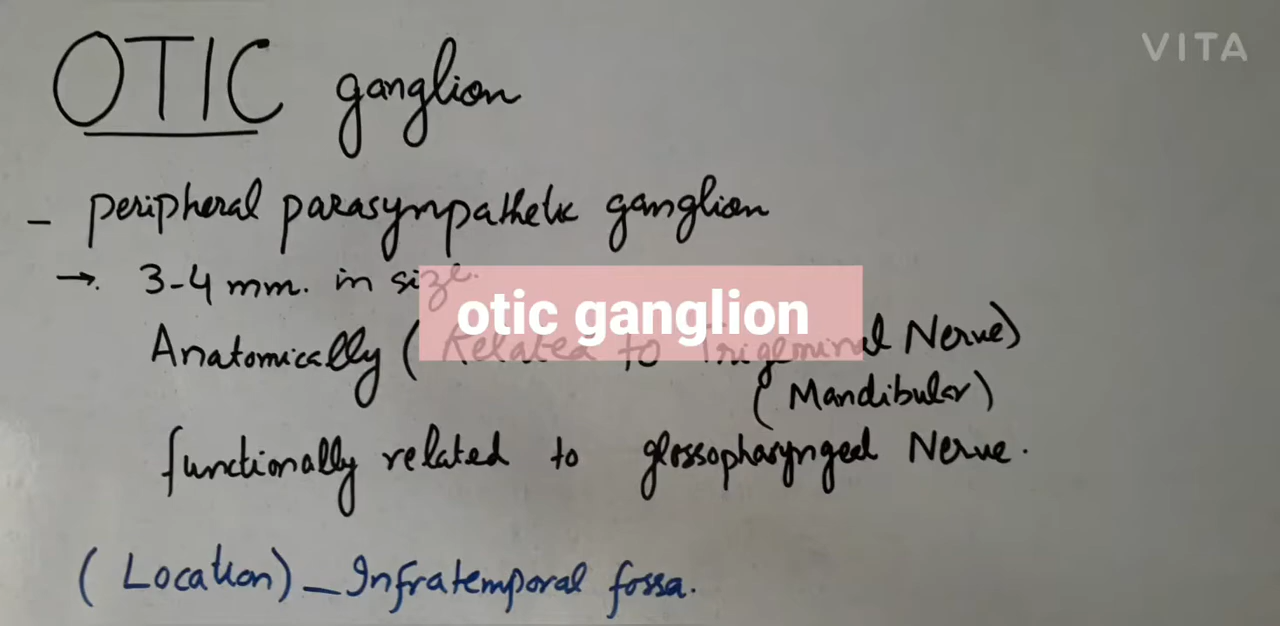 OTIC ganglion
VITA
- peripheral parasympathetic ganglion
→ 3-4 mm. in size.
otic ganglion
Anatomically ( Related to Trigeminal Nerve)
( Mandibular)
functionally related to glossopharyngeal Nerve.
( Location) - Infratemporal fossa.